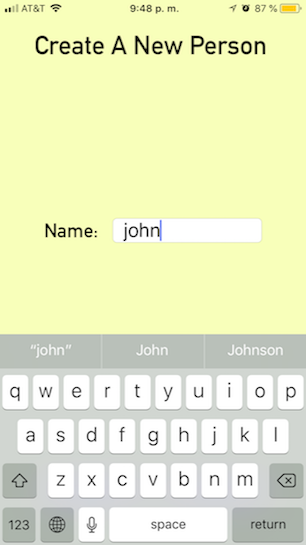 AT&T 9:48 p. m. 87 %
Create A New Person
Name: john
“john” John Johnson
q w e r t y u i o p
a s d f g h j k l
z x c v b n m
123 space return